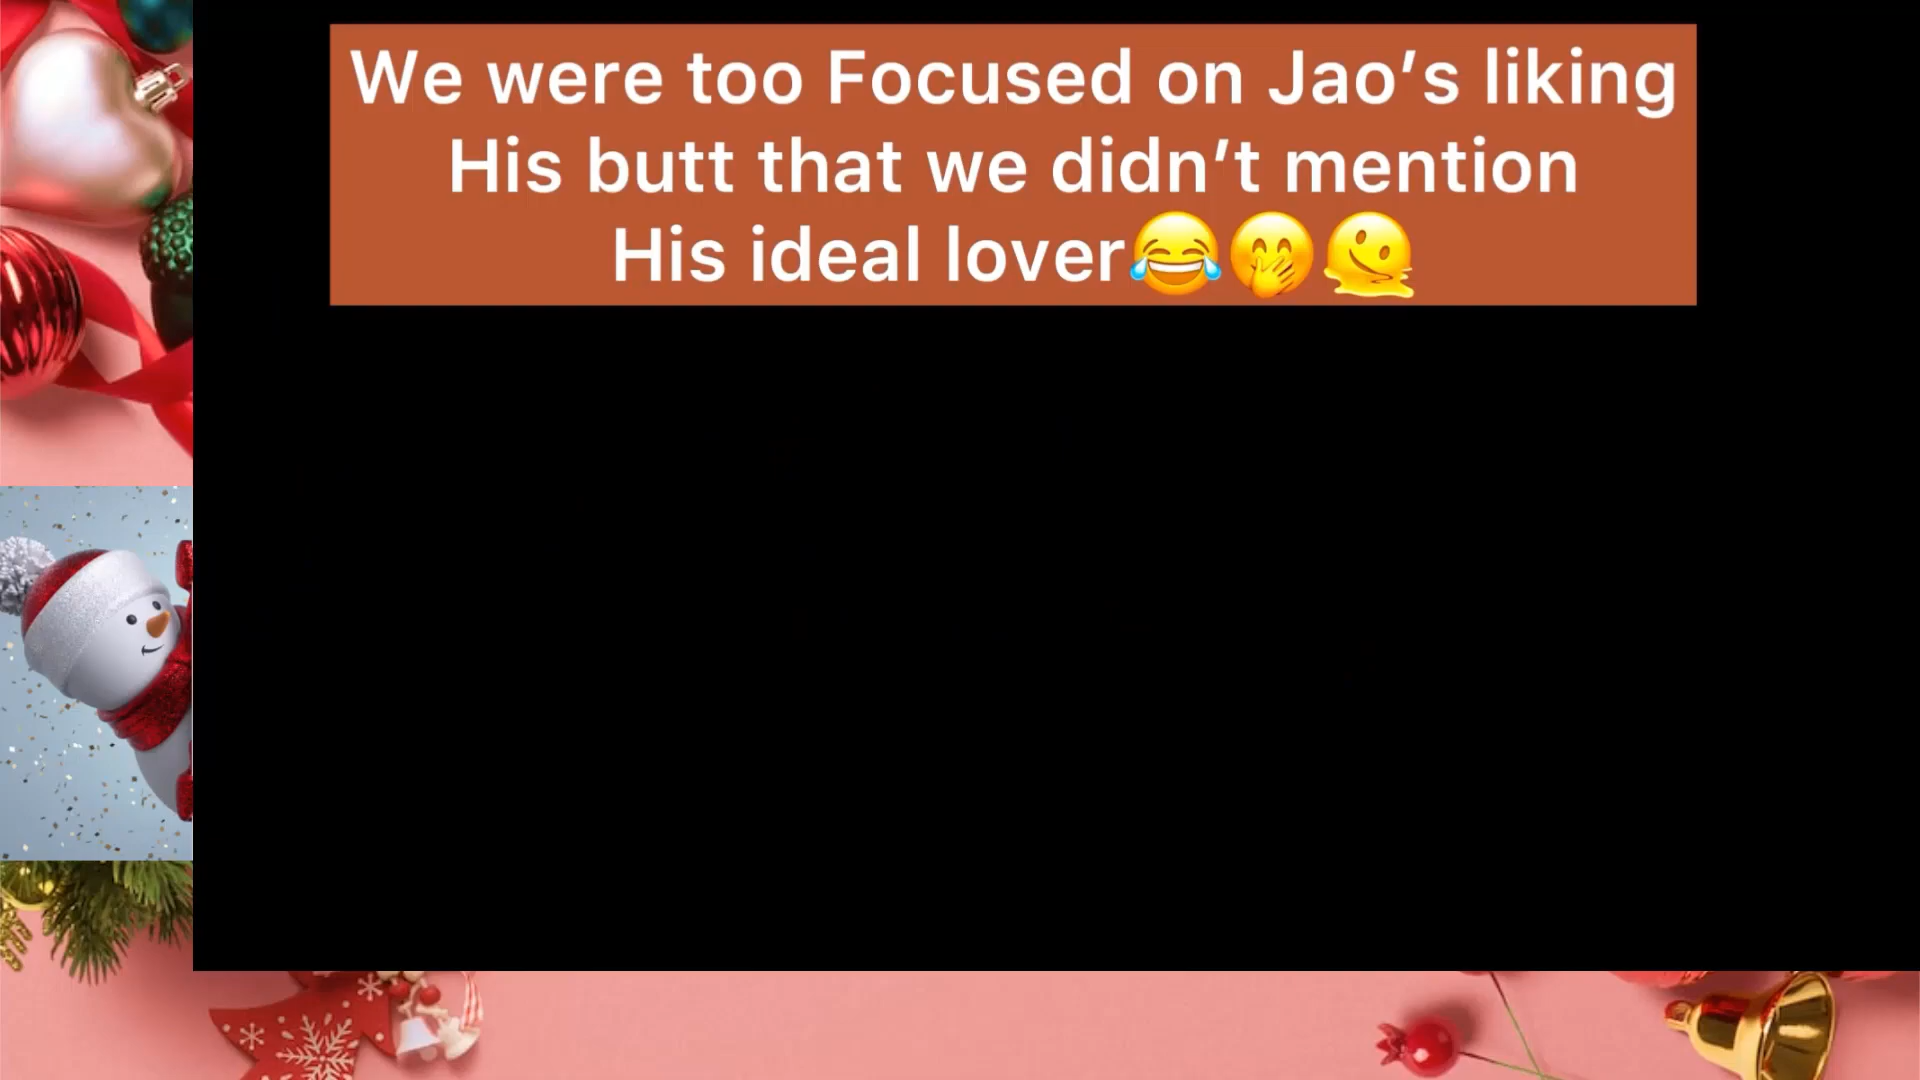 We were too Focused on Jao’s liking
His butt that we didn’t mention
His ideal lover😂🤭🫠